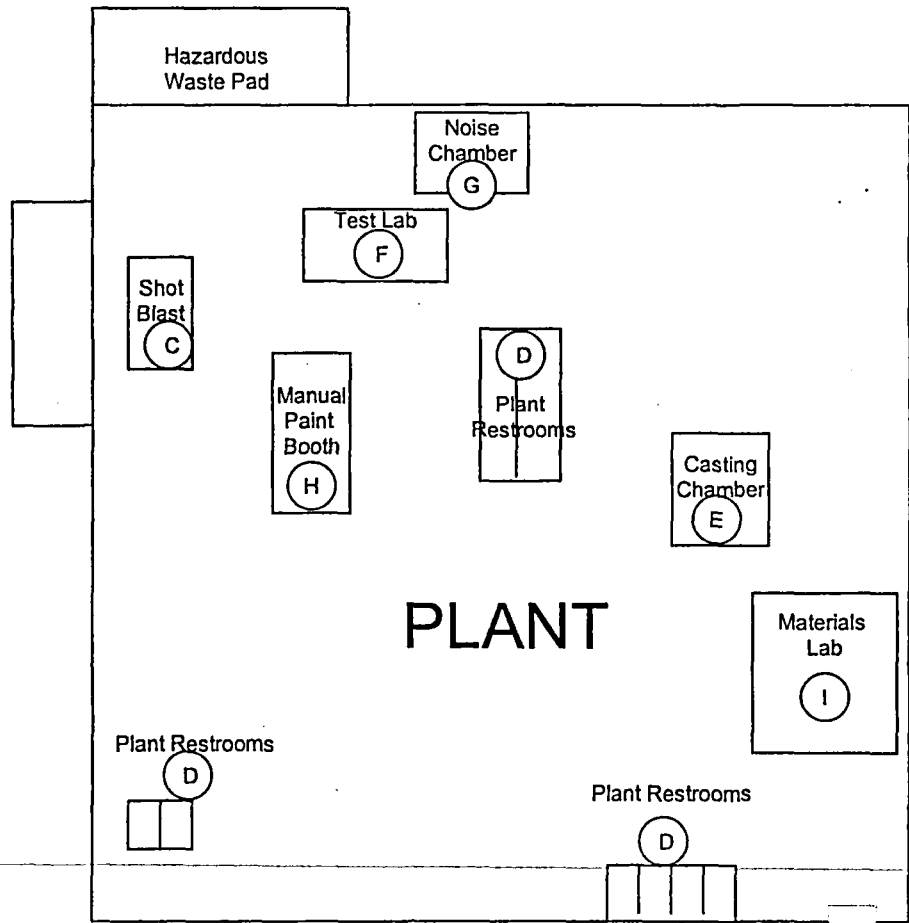 Hazardous
Waste Pad
Noise
Chamber
G
Test Lab
F
Shot
Blast
C
D
Plant
Restrooms
Manual
Paint
Booth
H
Casting
Chamber
E
PLANT
Materials
Lab
I
Plant Restrooms
D
Plant Restrooms
D